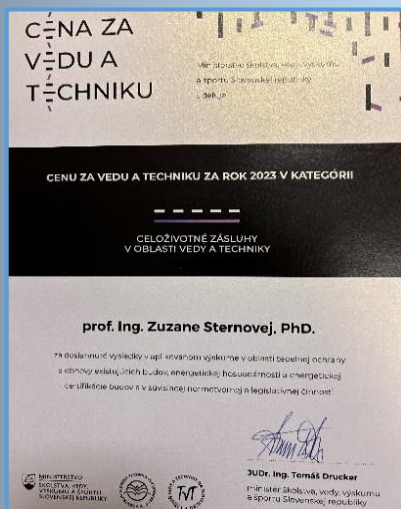 CENA ZA
VEDU A
TECHNIKU
Ministerstvo školstva, vedy, výskumu
a športu Slovenskej republiky
udeľuje
CENU ZA VEDU A TECHNIKU ZA ROK 2023 V KATEGÓRII
CELOŽIVOTNÉ ZÁSLUHY
V OBLASTI VEDY A TECHNIKY
prof. Ing. Zuzane Sternovej, PhD.
za dosiahnuté výsledky v aplikovanom výskume v oblasti tepelnej ochrany
a obnovy existujúcich budov, energetickej hospodárnosti a energetickej
certifikácie budov a v súvisiacej normotvornej a legislatívnej činnosti
JUDr. Ing. Tomáš Drucker
minister školstva, vedy, výskumu
a športu Slovenskej republiky
MINISTERSTVO
ŠKOLSTVA, VEDY,
VÝSKUMU A ŠPORTU
SLOVENSKEJ REPUBLIKY
TVT